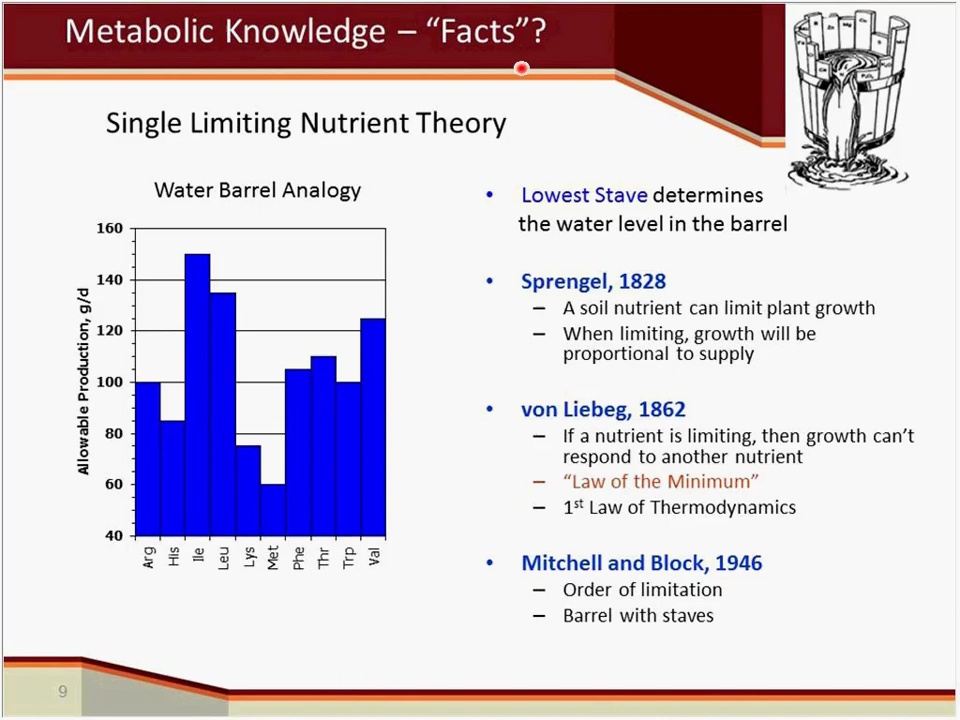 Metabolic Knowledge – “Facts”?
Single Limiting Nutrient Theory
Water Barrel Analogy
160
140
120
100
80
60
40
Allowable Production, g/d
Arg
His
Ile
Leu
Lys
Met
Phe
Thr
Trp
Val
• Lowest Stave determines
the water level in the barrel
• Sprengel, 1828
– A soil nutrient can limit plant growth
– When limiting, growth will be
proportional to supply
• von Liebeg, 1862
– If a nutrient is limiting, then growth can’t
respond to another nutrient
– “Law of the Minimum”
– 1st Law of Thermodynamics
• Mitchell and Block, 1946
– Order of limitation
– Barrel with staves
9